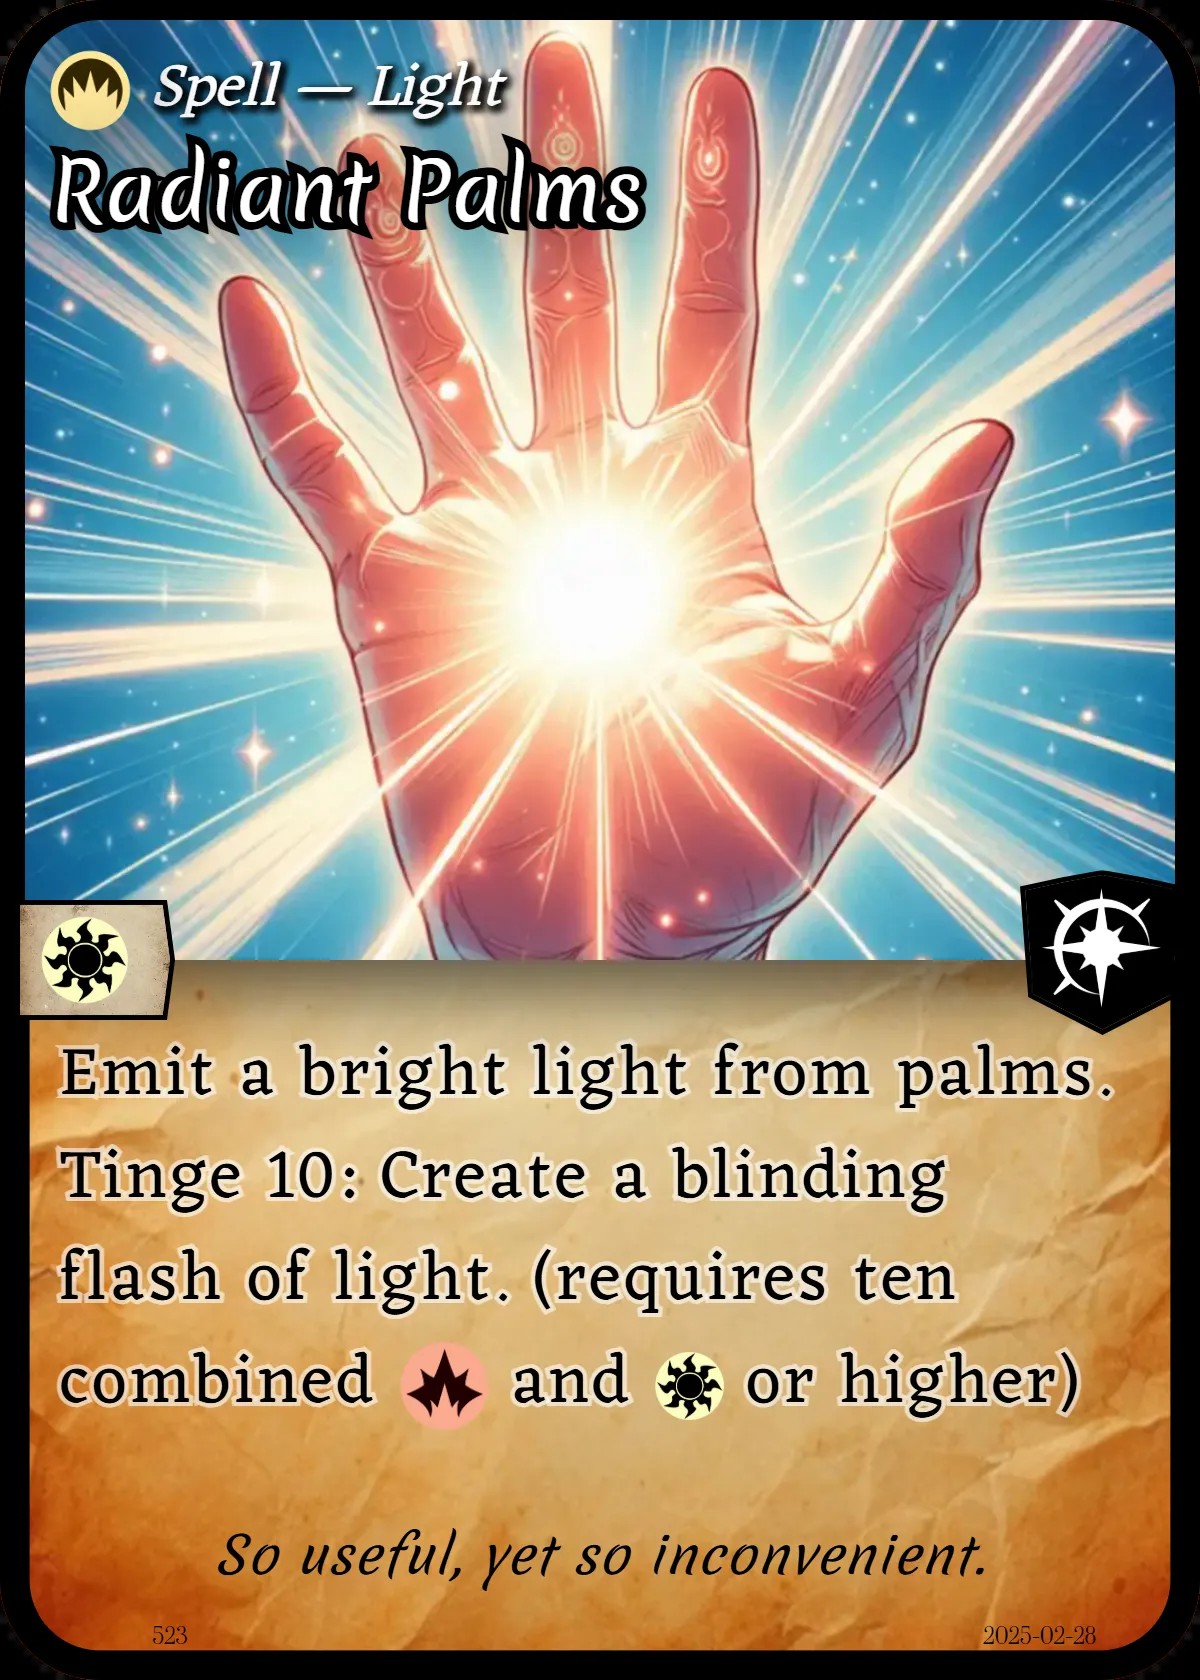 Spell — Light
Radiant Palms
Emit a bright light from palms.
Tinge 10: Create a blinding
flash of light. (requires ten
combined and or higher)
So useful, yet so inconvenient.
523
2025-02-28